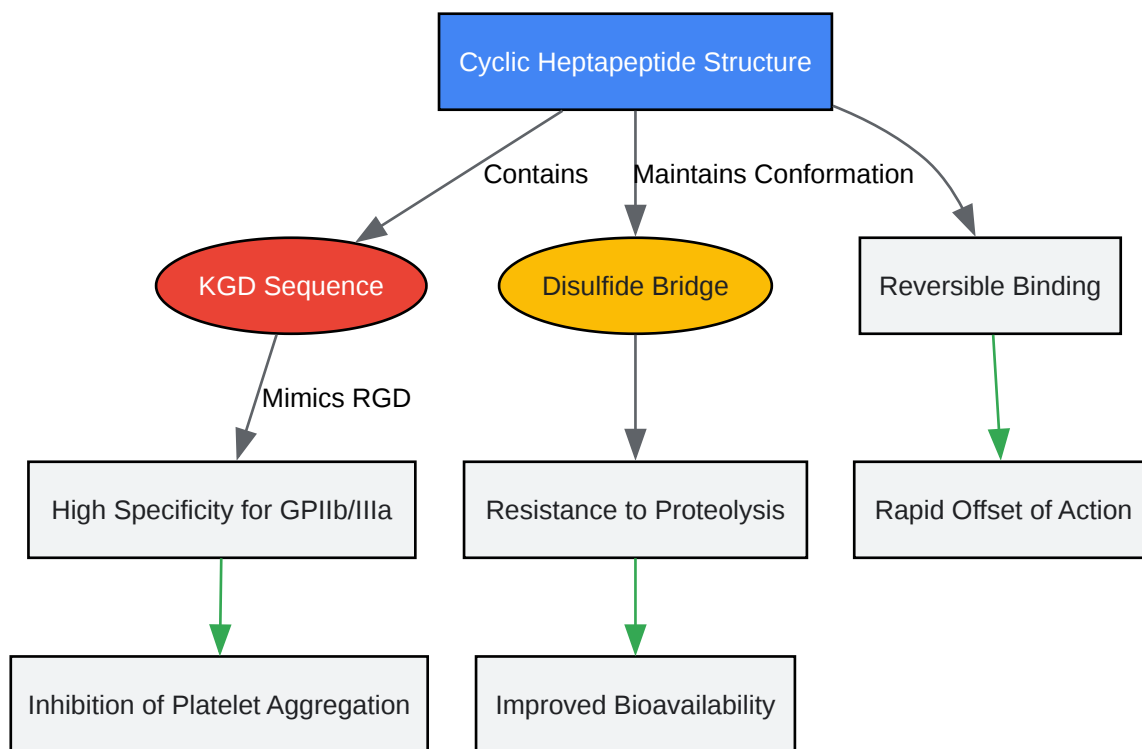 Cyclic Heptapeptide Structure
Contains
Maintains Conformation
KGD Sequence
Disulfide Bridge
Reversible Binding
Mimics RGD
High Specificity for GPIIb/IIIa
Resistance to Proteolysis
Rapid Offset of Action
Inhibition of Platelet Aggregation
Improved Bioavailability